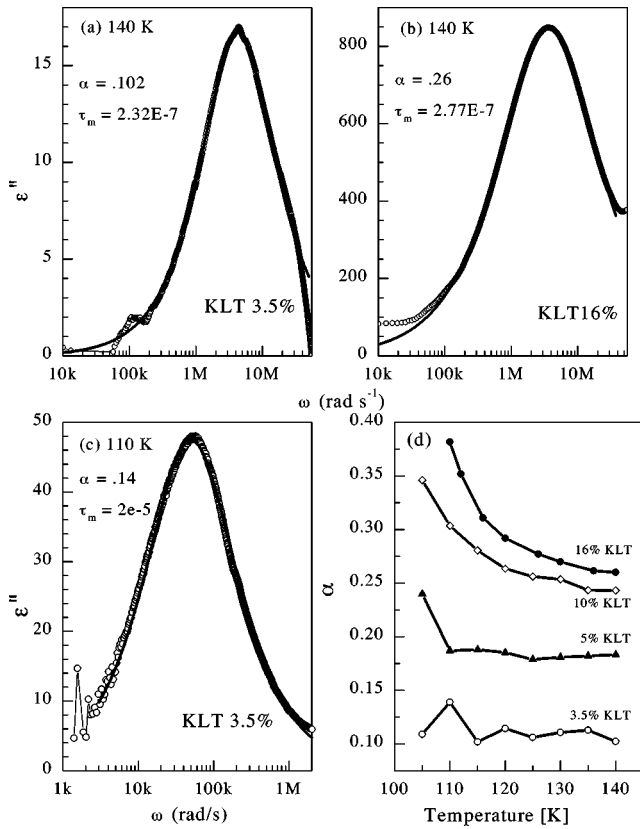 (a) 140 K
α = .102
τm = 2.32E-7
KLT 3.5%
ε"
15
10
5
0
10k 100k 1M 10M
(b) 140 K
α = .26
τm = 2.77E-7
KLT16%
800
600
400
200
0
10k 100k 1M 10M
ω (rad s⁻¹)
(c) 110 K
α = .14
τm = 2e-5
KLT 3.5%
ε"
50
40
30
20
10
0
1k 10k 100k 1M
ω (rad/s)
(d)
16% KLT
10% KLT
5% KLT
3.5% KLT
α
0.40
0.35
0.30
0.25
0.20
0.15
0.10
100 110 120 130 140
Temperature [K]